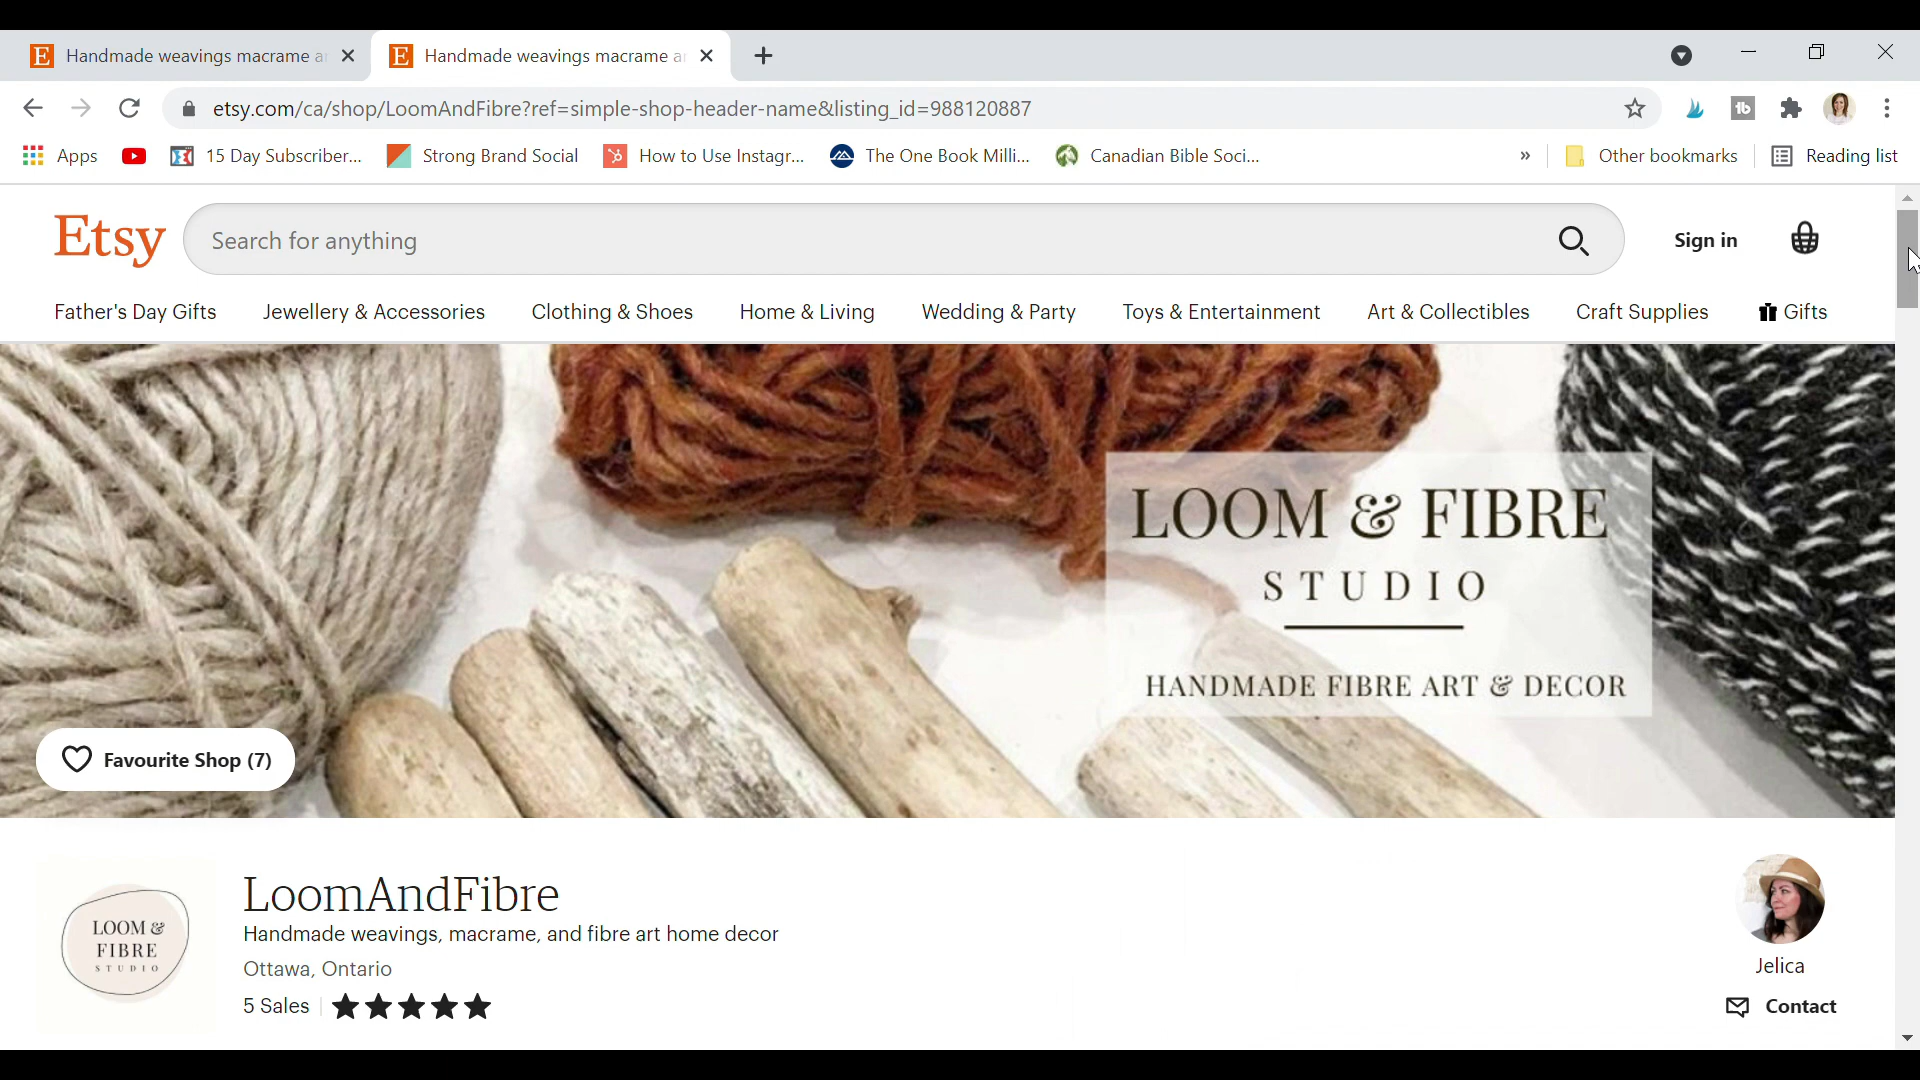 Handmade weavings macrame a
Handmade weavings macrame a
etsy.com/ca/shop/LoomAndFibre?ref=simple-shop-header-name&listing_id=988120887
Apps
15 Day Subscriber...
Strong Brand Social
How to Use Instagr...
The One Book Milli...
Canadian Bible Soci...
»
Other bookmarks
Reading list
Etsy
Search for anything
Sign in
Father's Day Gifts
Jewellery & Accessories
Clothing & Shoes
Home & Living
Wedding & Party
Toys & Entertainment
Art & Collectibles
Craft Supplies
Gifts
LOOM & FIBRE
STUDIO
HANDMADE FIBRE ART & DECOR
Favourite Shop (7)
LOOM &
FIBRE
STUDIO
LoomAndFibre
Handmade weavings, macrame, and fibre art home decor
Ottawa, Ontario
5 Sales
Jelica
Contact